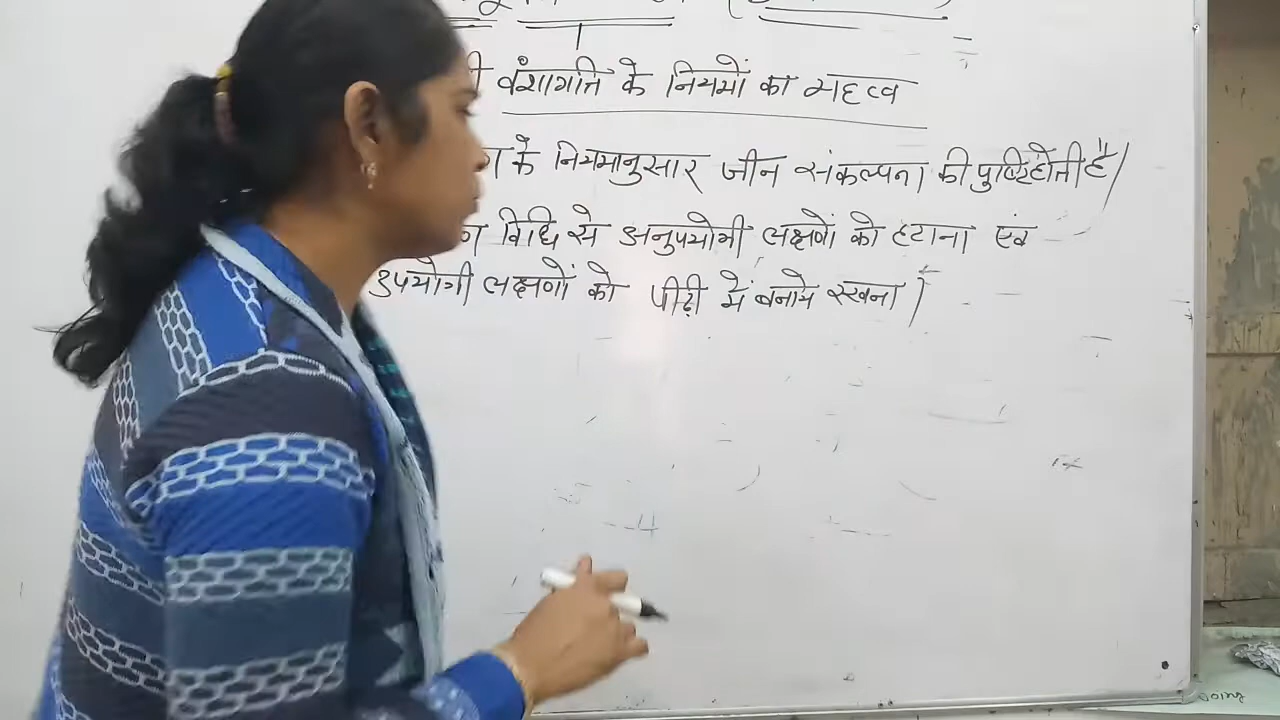 वंशागति के नियमों का महत्व
के नियमानुसार जीन संकल्पना की पुष्टि होती है।
विधि से अनुपयोगी लक्षणों को हटाना एवं
उपयोगी लक्षणों को पीढ़ी में बनाये रखना।